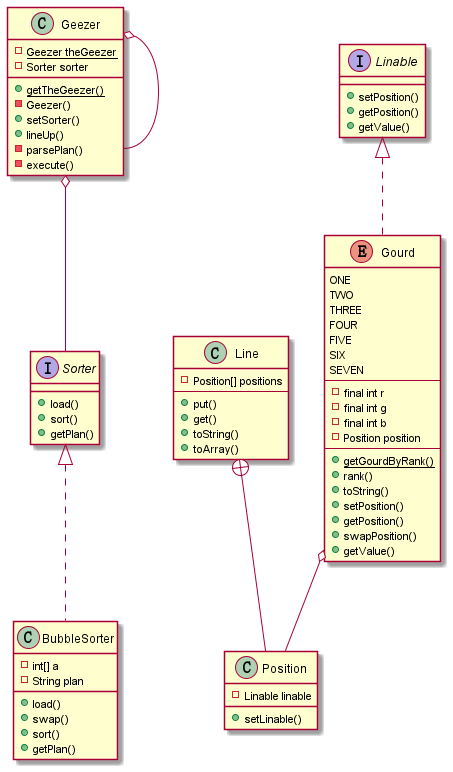 C Geezer
Geezer theGeezer
Sorter sorter
getTheGeezer()
Geezer()
setSorter()
lineUp()
parsePlan()
execute()
I Linable
setPosition()
getPosition()
getValue()
E Gourd
ONE
TWO
THREE
FOUR
FIVE
SIX
SEVEN
final int r
final int g
final int b
Position position
getGourdByRank()
rank()
toString()
setPosition()
getPosition()
swapPosition()
getValue()
I Sorter
load()
sort()
getPlan()
C Line
Position[] positions
put()
get()
toString()
toArray()
C BubbleSorter
int[] a
String plan
load()
swap()
sort()
getPlan()
C Position
Linable linable
setLinable()